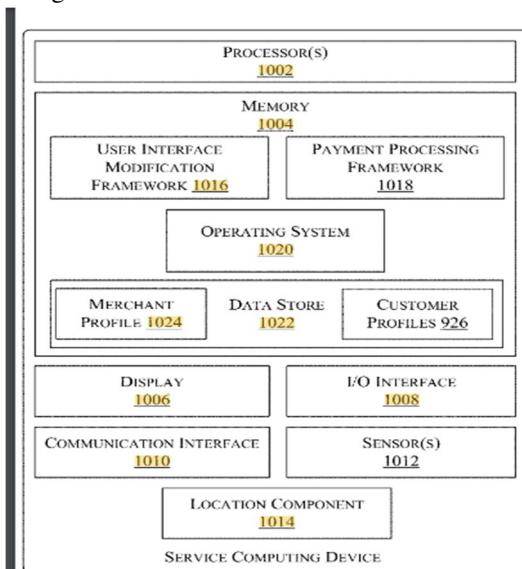 PROCESSOR(S)
1002
MEMORY
1004
USER INTERFACE
MODIFICATION
FRAMEWORK 1016
PAYMENT PROCESSING
FRAMEWORK
1018
OPERATING SYSTEM
1020
MERCHANT
PROFILE 1024
DATA STORE
1022
CUSTOMER
PROFILES 926
DISPLAY
1006
I/O INTERFACE
1008
COMMUNICATION INTERFACE
1010
SENSOR(S)
1012
LOCATION COMPONENT
1014
SERVICE COMPUTING DEVICE